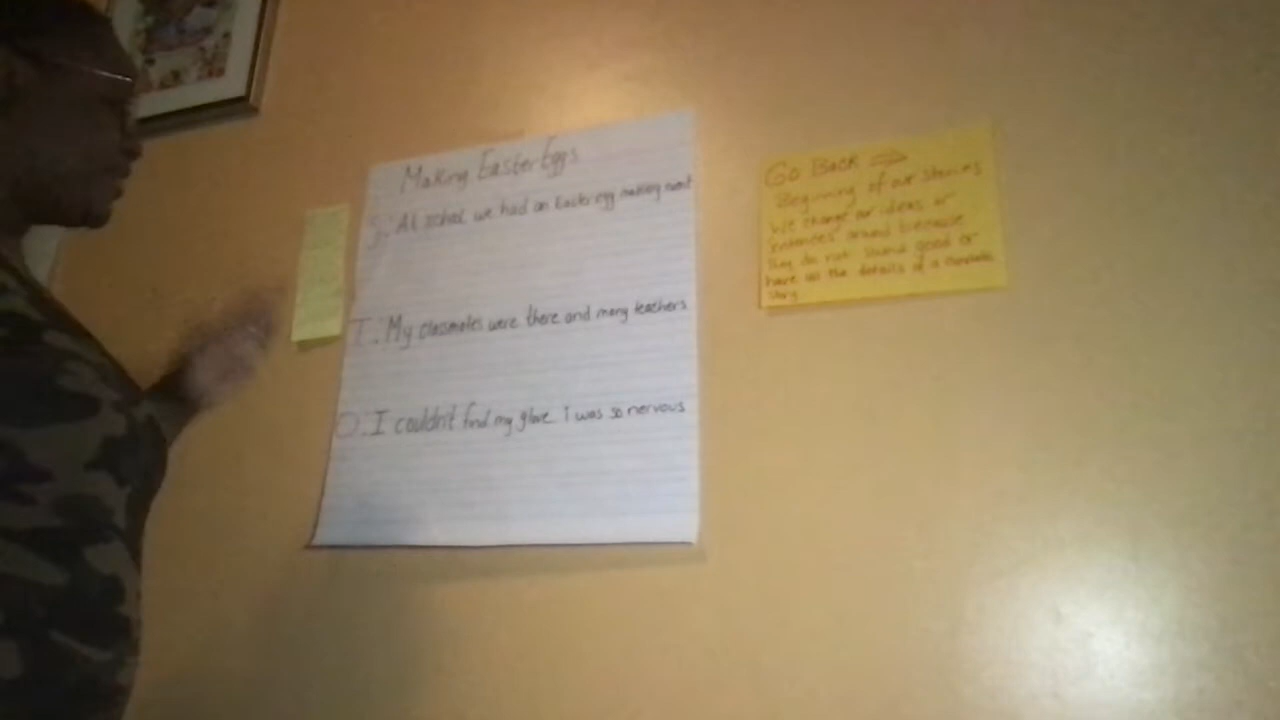 Making Easter Eggs
S: At school we had an Easter egg making event
T: My classmates were there and many teachers
O: I couldn't find my glove I was so nervous
GO BACK ⇒
Beginning of our stories
We change our ideas or
sentences around because
they do not sound good or
have all the details of a complete
story